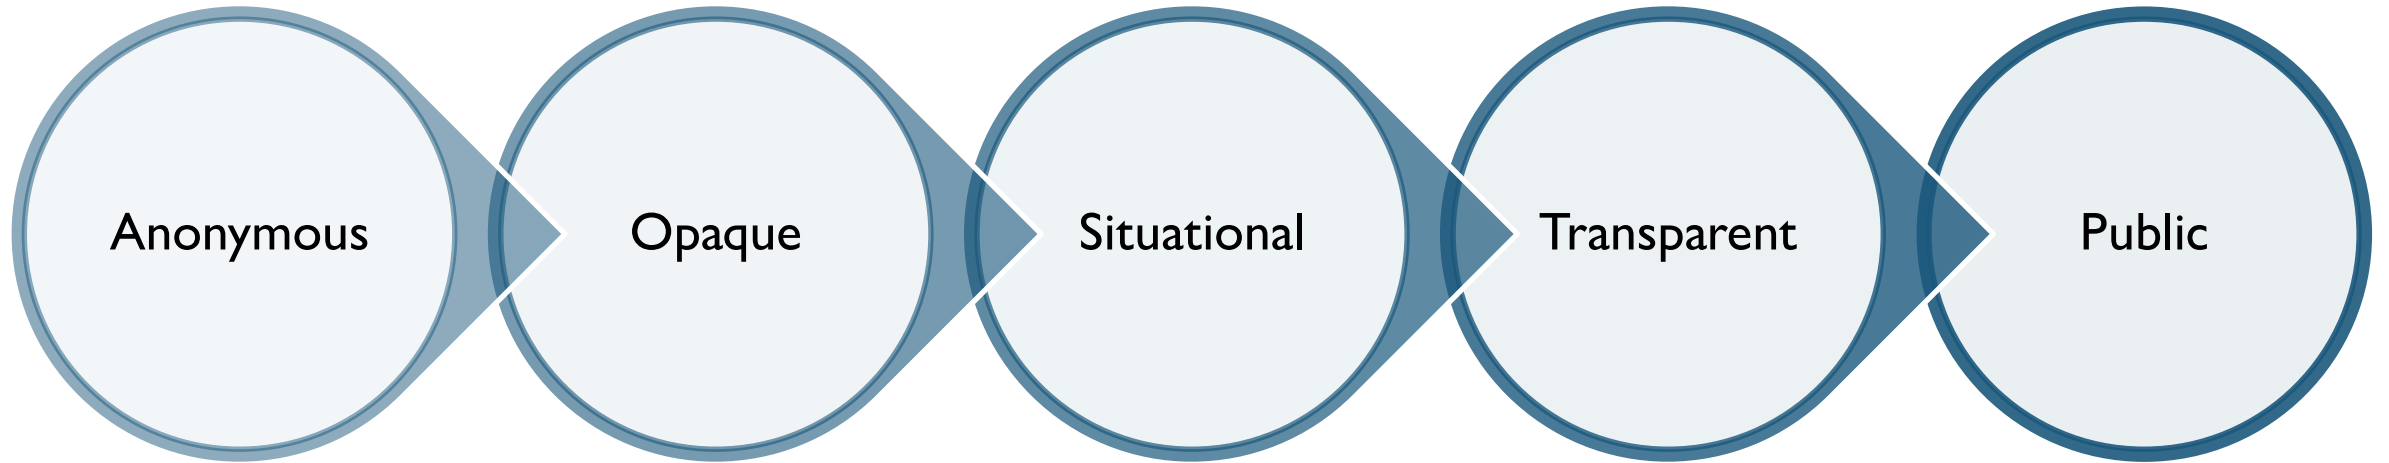 Anonymous
Opaque
Situational
Transparent
Public